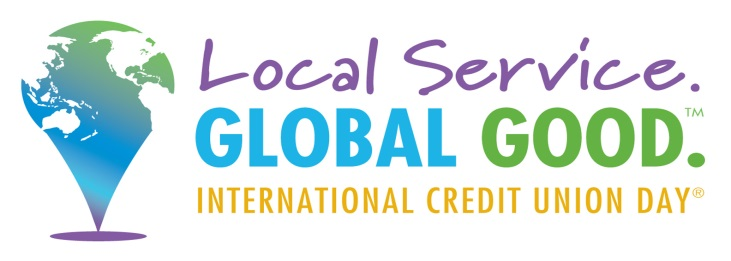 Local Service.
GLOBAL GOOD.™
INTERNATIONAL CREDIT UNION DAY®